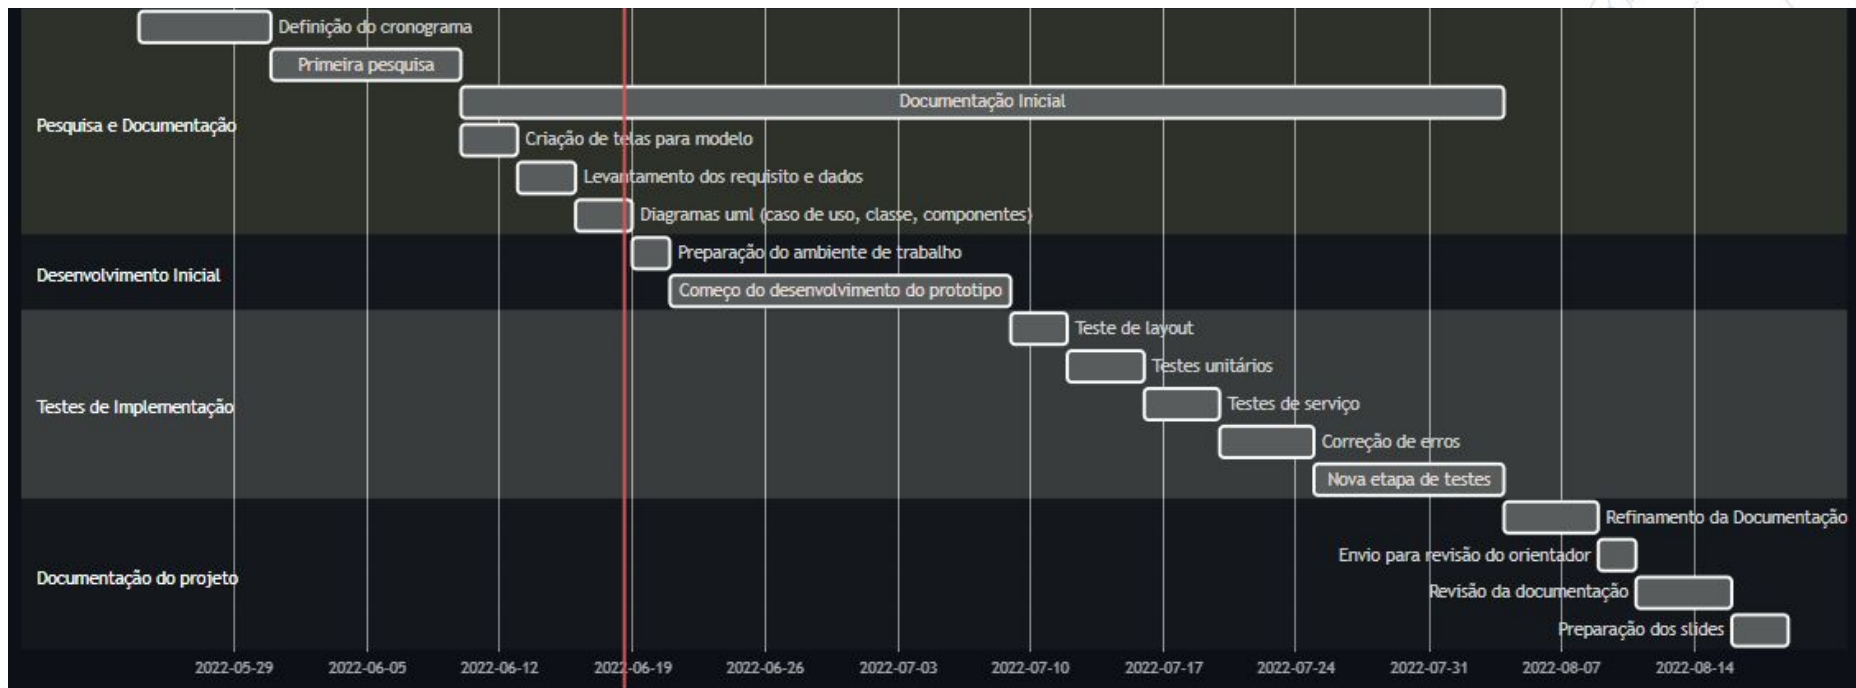 Definição do cronograma
Primeira pesquisa
Documentação Inicial
Pesquisa e Documentação
Criação de telas para modelo
Levantamento dos requisito e dados
Diagramas uml (caso de uso, classe, componentes)
Preparação do ambiente de trabalho
Desenvolvimento Inicial
Começo do desenvolvimento do prototipo
Teste de layout
Testes unitários
Testes de Implementação
Testes de serviço
Correção de erros
Nova etapa de testes
Refinamento da Documentação
Envio para revisão do orientador
Documentação do projeto
Revisão da documentação
Preparação dos slides
2022-05-29 2022-06-05 2022-06-12 2022-06-19 2022-06-26 2022-07-03 2022-07-10 2022-07-17 2022-07-24 2022-07-31 2022-08-07 2022-08-14